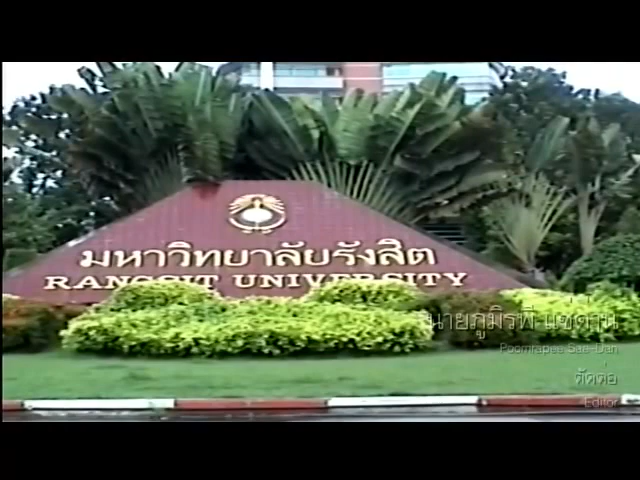 มหาวิทยาลัยรังสิต
RANGSIT UNIVERSITY
นายภูมิรพี แซ่ด่าน
Poomrapee Sae-Dan
ตัดต่อ
Editor